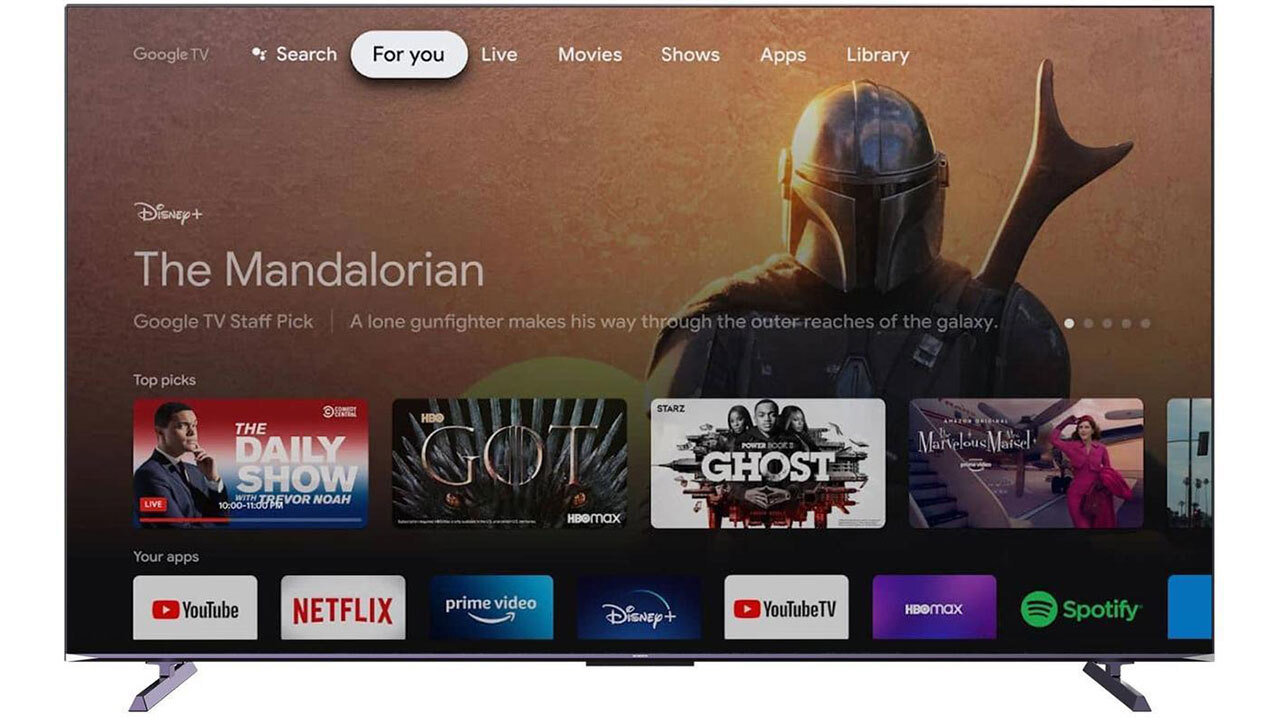 Google TV
Search
For you
Live
Movies
Shows
Apps
Library
Disney+
The Mandalorian
Google TV Staff Pick
A lone gunfighter makes his way through the outer reaches of the galaxy.
Top picks
COMEDY CENTRAL
THE
DAILY
SHOW
WITH TREVOR NOAH
LIVE
10:00-11:00 PM
HBO
GOT
HBOmax
STARZ
POWER BOOK II
GHOST
AMAZON ORIGINAL
The Marvelous Mrs. Maisel
prime video
Your apps
YouTube
NETFLIX
prime video
Disney+
YouTubeTV
HBOmax
Spotify